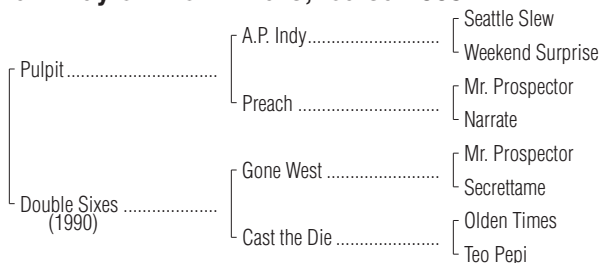 Seattle Slew
A.P. Indy
Weekend Surprise
Pulpit
Mr. Prospector
Preach
Narrate
Mr. Prospector
Gone West
Secrettame
Double Sixes
(1990)
Olden Times
Cast the Die
Teo Pepi